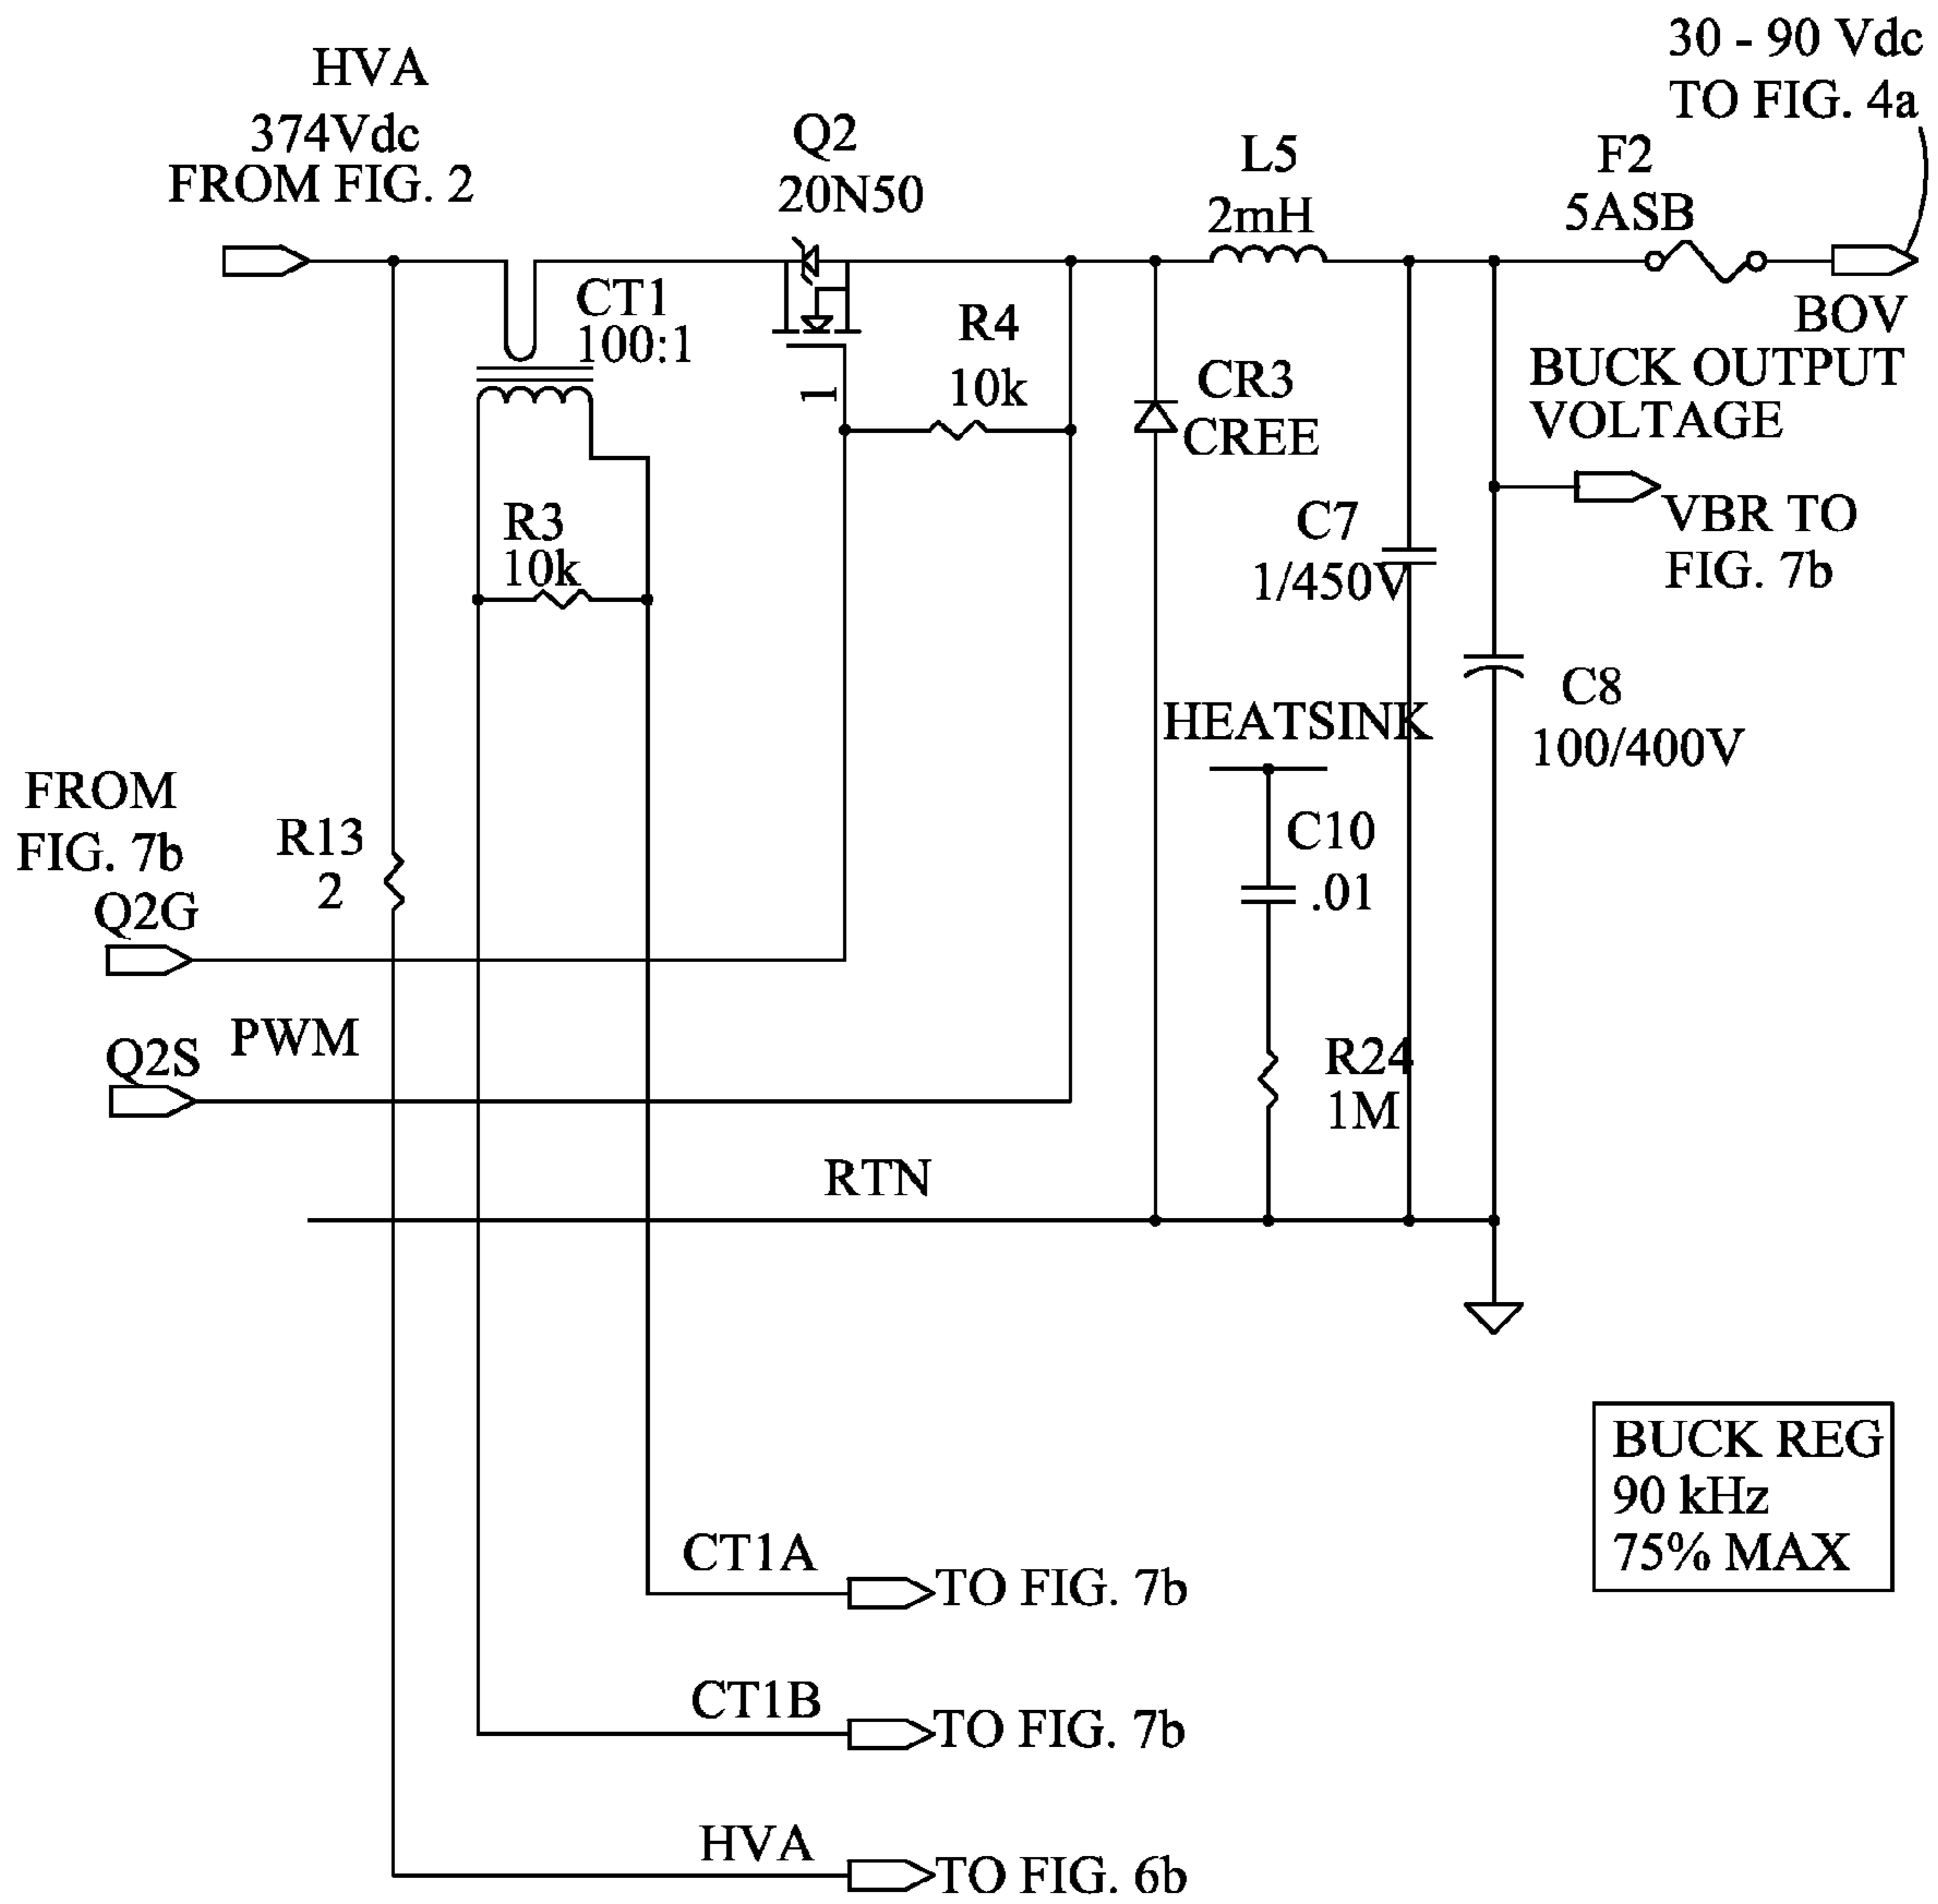 30 - 90 Vdc
TO FIG. 4a
HVA
374Vdc
FROM FIG. 2
Q2
20N50
L5
2mH
F2
5ASB
CT1
100:1
1
R4
10k
CR3
CREE
BOV
BUCK OUTPUT
VOLTAGE
VBR TO
FIG. 7b
R3
10k
C7
1/450V
C8
100/400V
HEATSINK
C10
.01
FROM
FIG. 7b
Q2G
R13
2
Q2S
PWM
R24
1M
RTN
BUCK REG
90 kHz
75% MAX
CT1A
TO FIG. 7b
CT1B
TO FIG. 7b
HVA
TO FIG. 6b